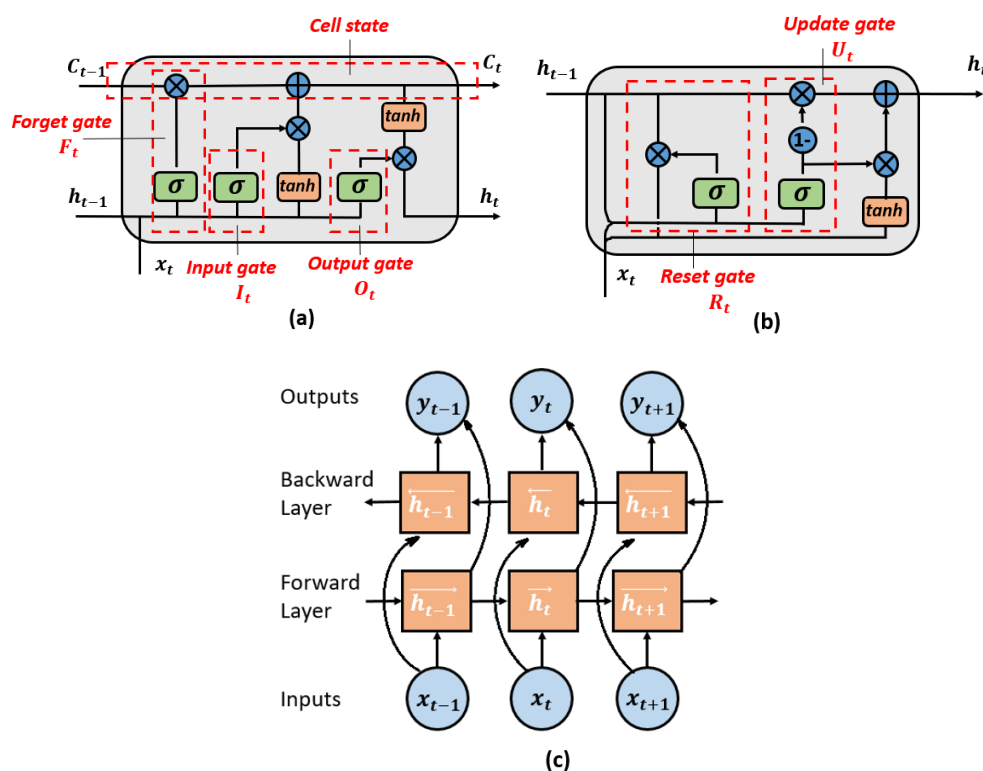 Cell state
C_{t-1}
C_t
Forget gate
F_t
tanh
σ
σ
tanh
σ
h_{t-1}
h_t
x_t
Input gate
I_t
Output gate
O_t
(a)
Update gate
U_t
h_{t-1}
h_t
1-
σ
σ
tanh
x_t
Reset gate
R_t
(b)
Outputs
y_{t-1}
y_t
y_{t+1}
Backward
Layer
h_{t-1}
h_t
h_{t+1}
Forward
Layer
h_{t-1}
h_t
h_{t+1}
Inputs
x_{t-1}
x_t
x_{t+1}
(c)